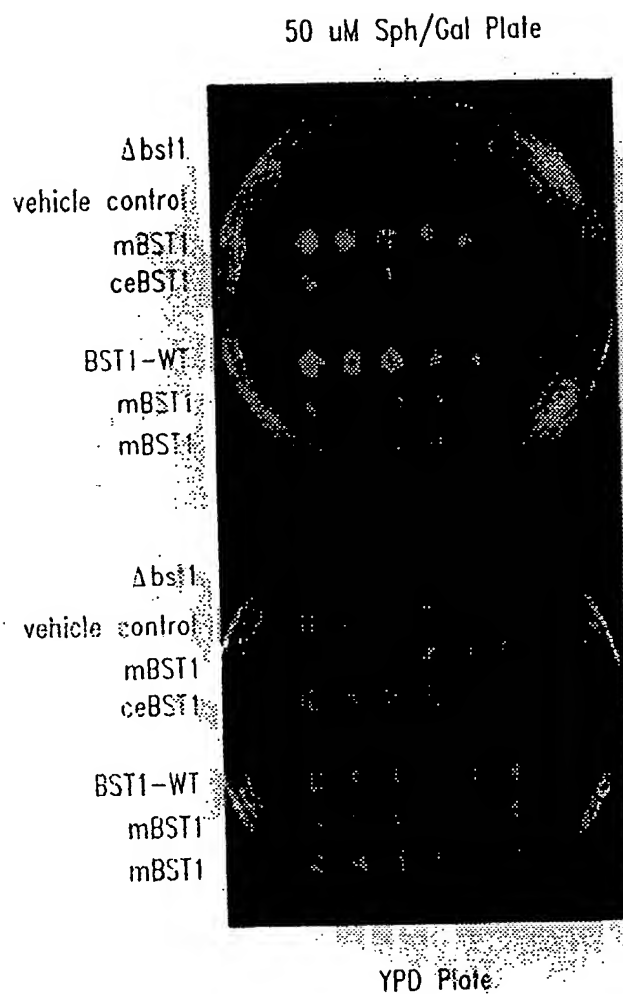 50 uM Sph/Gal Plate
Δbst1
vehicle control
mBST1
ceBST1
BST1-WT
mBST1
mBST1
Δbst1
vehicle control
mBST1
ceBST1
BST1-WT
mBST1
mBST1
YPD Plate